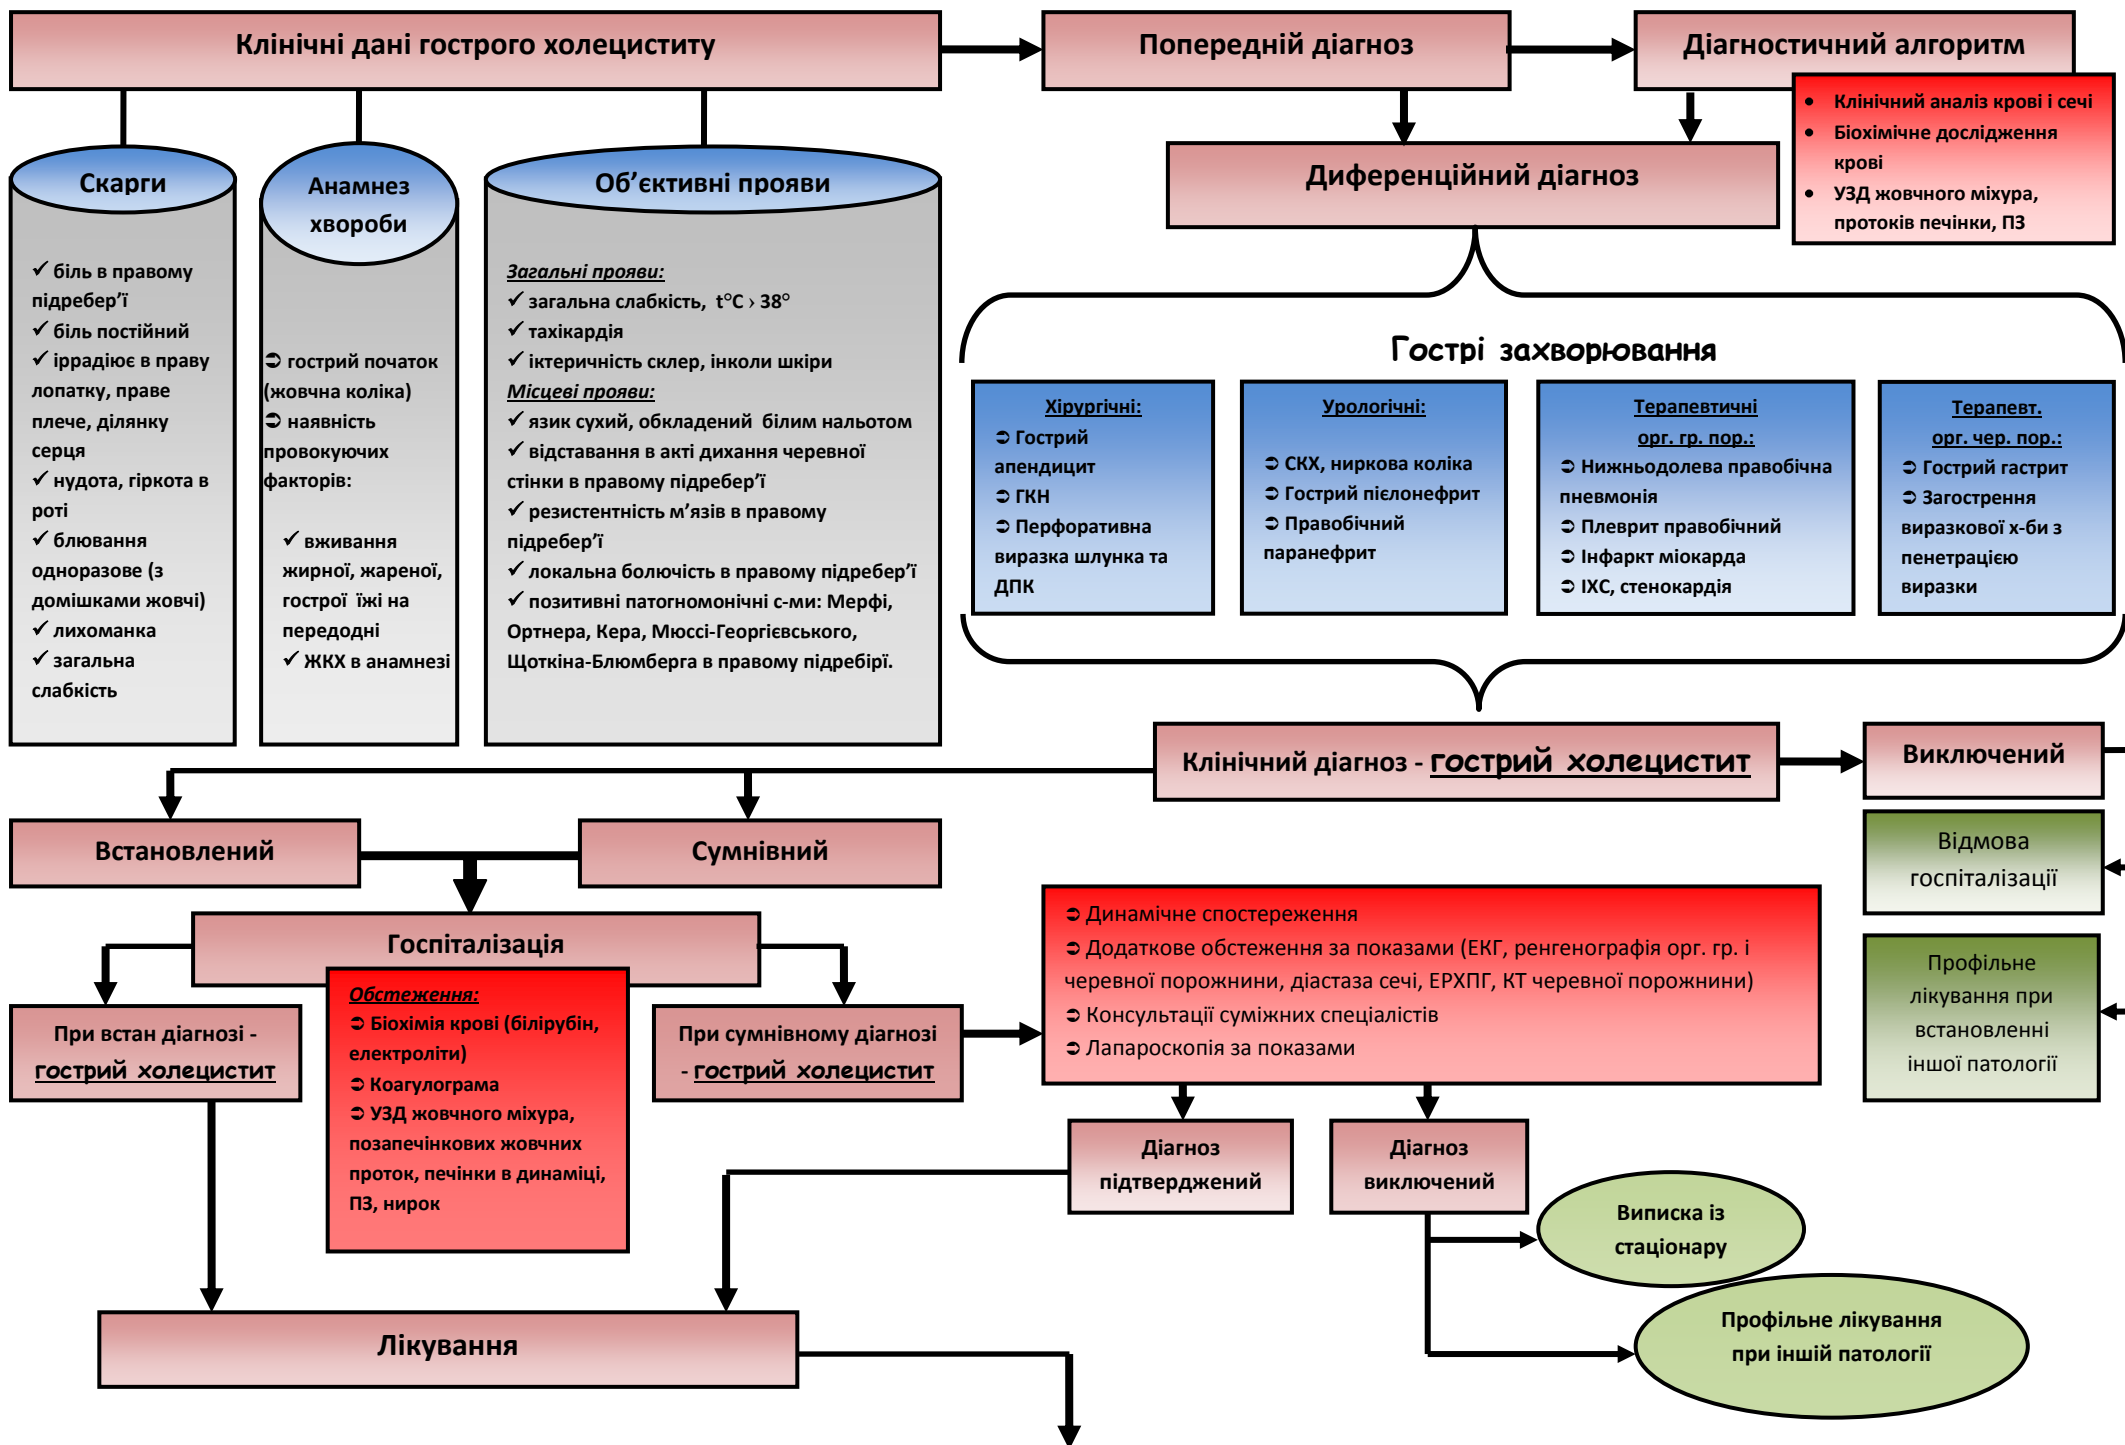 Клінічні дані гострого холециститу
Попередній діагноз
Діагностичний алгоритм
• Клінічний аналіз крові і сечі
• Біохімічне дослідження
крові
• УЗД жовчного міхура,
протоків печінки, ПЗ
Диференційний діагноз
Скарги
✓ біль в правому
підребер’ї
✓ біль постійний
✓ іррадіює в праву
лопатку, праве
плече, ділянку
серця
✓ нудота, гіркота в
роті
✓ блювання
одноразове (з
домішками жовчі)
✓ лихоманка
✓ загальна
слабкість
Анамнез
хвороби
➲ гострий початок
(жовчна коліка)
➲ наявність
провокуючих
факторів:
✓ вживання
жирної, жареної,
гострої їжі на
передодні
✓ ЖКХ в анамнезі
Об’єктивні прояви
Загальні прояви:
✓ загальна слабкість, t°C › 38°
✓ тахікардія
✓ іктеричність склер, інколи шкіри
Місцеві прояви:
✓ язик сухий, обкладений білим нальотом
✓ відставання в акті дихання черевної
стінки в правому підребер’ї
✓ резистентність м’язів в правому
підребер’ї
✓ локальна болючість в правому підребер’ї
✓ позитивні патогномонічні с-ми: Мерфі,
Ортнера, Кера, Мюссі-Георгієвського,
Щоткіна-Блюмберга в правому підребірї.
Гострі захворювання
Хірургічні:
➲ Гострий
апендицит
➲ ГКН
➲ Перфоративна
виразка шлунка та
ДПК
Урологічні:
➲ СКХ, ниркова коліка
➲ Гострий пієлонефрит
➲ Правобічний
паранефрит
Терапевтичні
орг. гр. пор.:
➲ Нижньодолева правобічна
пневмонія
➲ Плеврит правобічний
➲ Інфаркт міокарда
➲ ІХС, стенокардія
Терапевт.
орг. чер. пор.:
➲ Гострий гастрит
➲ Загострення
виразкової х-би з
пенетрацією
виразки
Клінічний діагноз - гострий холецистит
Виключений
Відмова
госпіталізації
Профільне
лікування при
встановленні
іншої патології
Встановлений
Сумнівний
Госпіталізація
При встан діагнозі -
гострий холецистит
Обстеження:
➲ Біохімія крові (білірубін,
електроліти)
➲ Коагулограма
➲ УЗД жовчного міхура,
позапечінкових жовчних
проток, печінки в динаміці,
ПЗ, нирок
При сумнівному діагнозі
- гострий холецистит
➲ Динамічне спостереження
➲ Додаткове обстеження за показами (ЕКГ, ренгенографія орг. гр. і
черевної порожнини, діастаза сечі, ЕРХПГ, КТ черевної порожнини)
➲ Консультації суміжних спеціалістів
➲ Лапароскопія за показами
Діагноз
підтверджений
Діагноз
виключений
Виписка із
стаціонару
Профільне лікування
при іншій патології
Лікування